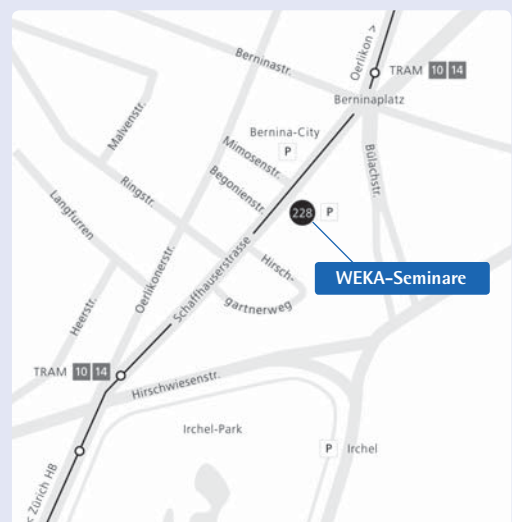 Oerlikon >
Berninastr.
TRAM 10 14
Berninaplatz
Malvenstr.
Bernina-City
P
Mimosenstr.
Bülachstr.
Begonienstr.
Ringstr.
228 P
Langfurren
WEKA-Seminare
Oerlikonerstr.
Schaffhauserstrasse
Hirsch-
gartnerweg
Heerstr.
TRAM 10 14
Hirschwiesenstr.
Irchel-Park
P Irchel
< Zürich HB